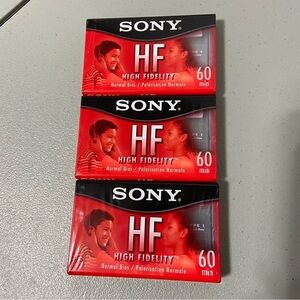 SONY
HF
HIGH FIDELITY
Normal Bias / Polarisation Normale
60
min
SONY
HF
HIGH FIDELITY
Normal Bias / Polarisation Normale
60
min
SONY
HF
HIGH FIDELITY
Normal Bias / Polarisation Normale
60
min